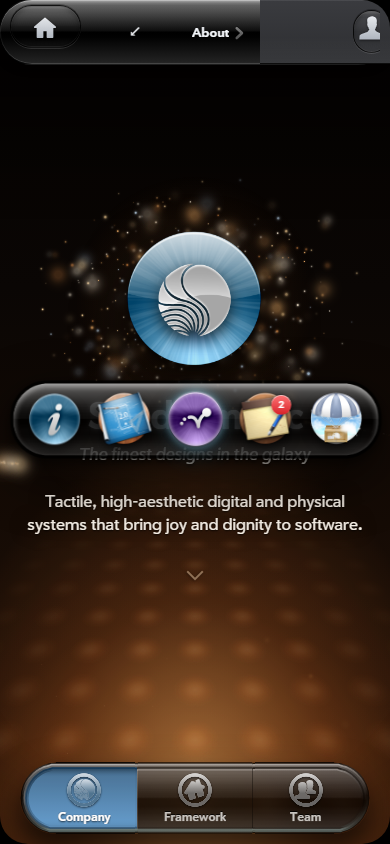 About
2
The finest designs in the galaxy
Tactile, high-aesthetic digital and physical
systems that bring joy and dignity to software.
Company
Framework
Team